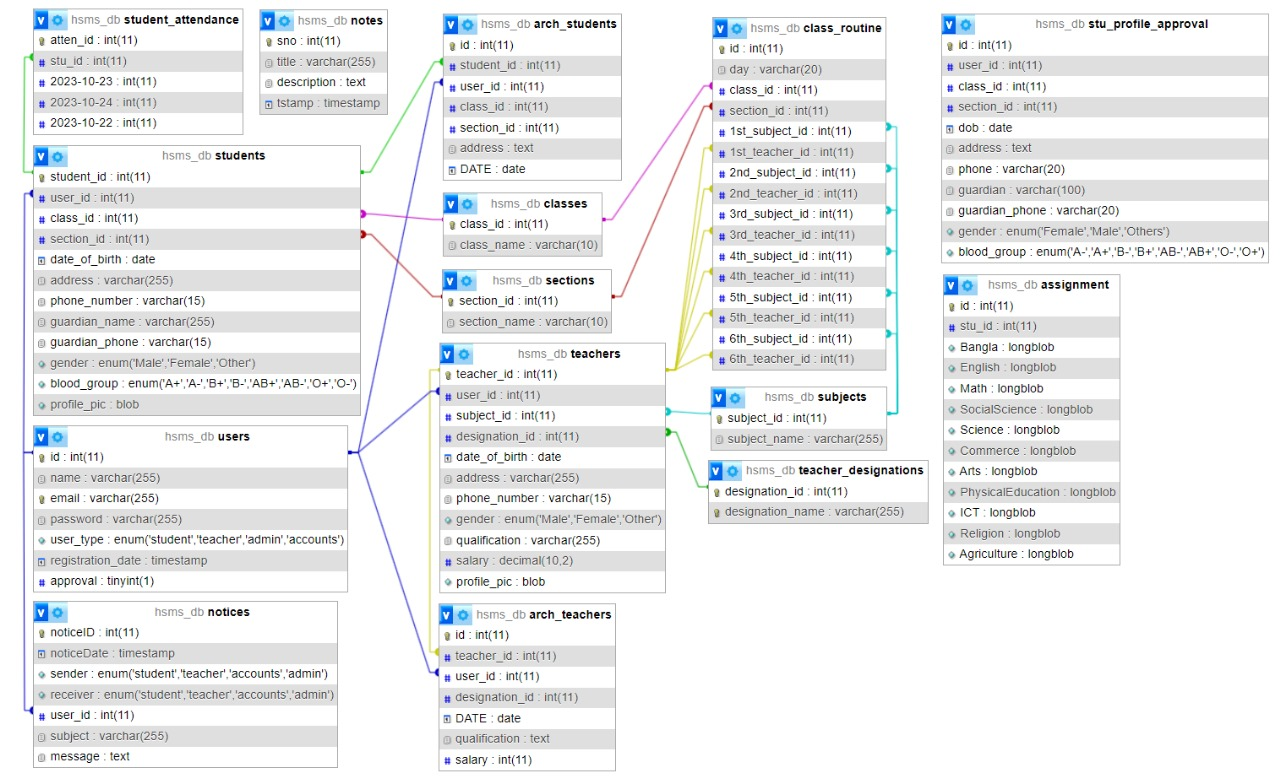 hsms_db student_attendance
atten_id : int(11)
stu_id : int(11)
2023-10-23 : int(11)
2023-10-24 : int(11)
2023-10-22 : int(11)
hsms_db notes
sno : int(11)
title : varchar(255)
description : text
tstamp : timestamp
hsms_db arch_students
id : int(11)
student_id : int(11)
user_id : int(11)
class_id : int(11)
section_id : int(11)
address : text
DATE : date
hsms_db class_routine
id : int(11)
day : varchar(20)
class_id : int(11)
section_id : int(11)
1st_subject_id : int(11)
1st_teacher_id : int(11)
2nd_subject_id : int(11)
2nd_teacher_id : int(11)
3rd_subject_id : int(11)
3rd_teacher_id : int(11)
4th_subject_id : int(11)
4th_teacher_id : int(11)
5th_subject_id : int(11)
5th_teacher_id : int(11)
6th_subject_id : int(11)
6th_teacher_id : int(11)
hsms_db stu_profile_approval
id : int(11)
user_id : int(11)
class_id : int(11)
section_id : int(11)
dob : date
address : text
phone : varchar(20)
guardian : varchar(100)
guardian_phone : varchar(20)
gender : enum('Female','Male','Others')
blood_group : enum('A-','A+','B-','B+','AB-','AB+','O-','O+')
hsms_db students
student_id : int(11)
user_id : int(11)
class_id : int(11)
section_id : int(11)
date_of_birth : date
address : varchar(255)
phone_number : varchar(15)
guardian_name : varchar(255)
guardian_phone : varchar(15)
gender : enum('Male','Female','Other')
blood_group : enum('A+','A-','B+','B-','AB+','AB-','O+','O-')
profile_pic : blob
hsms_db classes
class_id : int(11)
class_name : varchar(10)
hsms_db sections
section_id : int(11)
section_name : varchar(10)
hsms_db teachers
teacher_id : int(11)
user_id : int(11)
subject_id : int(11)
designation_id : int(11)
date_of_birth : date
address : varchar(255)
phone_number : varchar(15)
gender : enum('Male','Female','Other')
qualification : varchar(255)
salary : decimal(10,2)
profile_pic : blob
hsms_db subjects
subject_id : int(11)
subject_name : varchar(255)
hsms_db teacher_designations
designation_id : int(11)
designation_name : varchar(255)
hsms_db assignment
id : int(11)
stu_id : int(11)
Bangla : longblob
English : longblob
Math : longblob
SocialScience : longblob
Science : longblob
Commerce : longblob
Arts : longblob
PhysicalEducation : longblob
ICT : longblob
Religion : longblob
Agriculture : longblob
hsms_db users
id : int(11)
name : varchar(255)
email : varchar(255)
password : varchar(255)
user_type : enum('student','teacher','admin','accounts')
registration_date : timestamp
approval : tinyint(1)
hsms_db notices
noticeID : int(11)
noticeDate : timestamp
sender : enum('student','teacher','accounts','admin')
receiver : enum('student','teacher','accounts','admin')
user_id : int(11)
subject : varchar(255)
message : text
hsms_db arch_teachers
id : int(11)
teacher_id : int(11)
user_id : int(11)
designation_id : int(11)
DATE : date
qualification : text
salary : int(11)